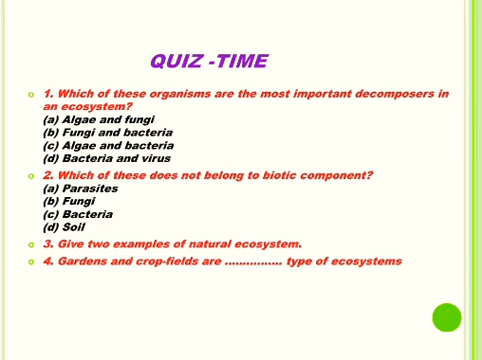 QUIZ -TIME
1. Which of these organisms are the most important decomposers in
an ecosystem?
(a) Algae and fungi
(b) Fungi and bacteria
(c) Algae and bacteria
(d) Bacteria and virus
2. Which of these does not belong to biotic component?
(a) Parasites
(b) Fungi
(c) Bacteria
(d) Soil
3. Give two examples of natural ecosystem.
4. Gardens and crop-fields are ................ type of ecosystems